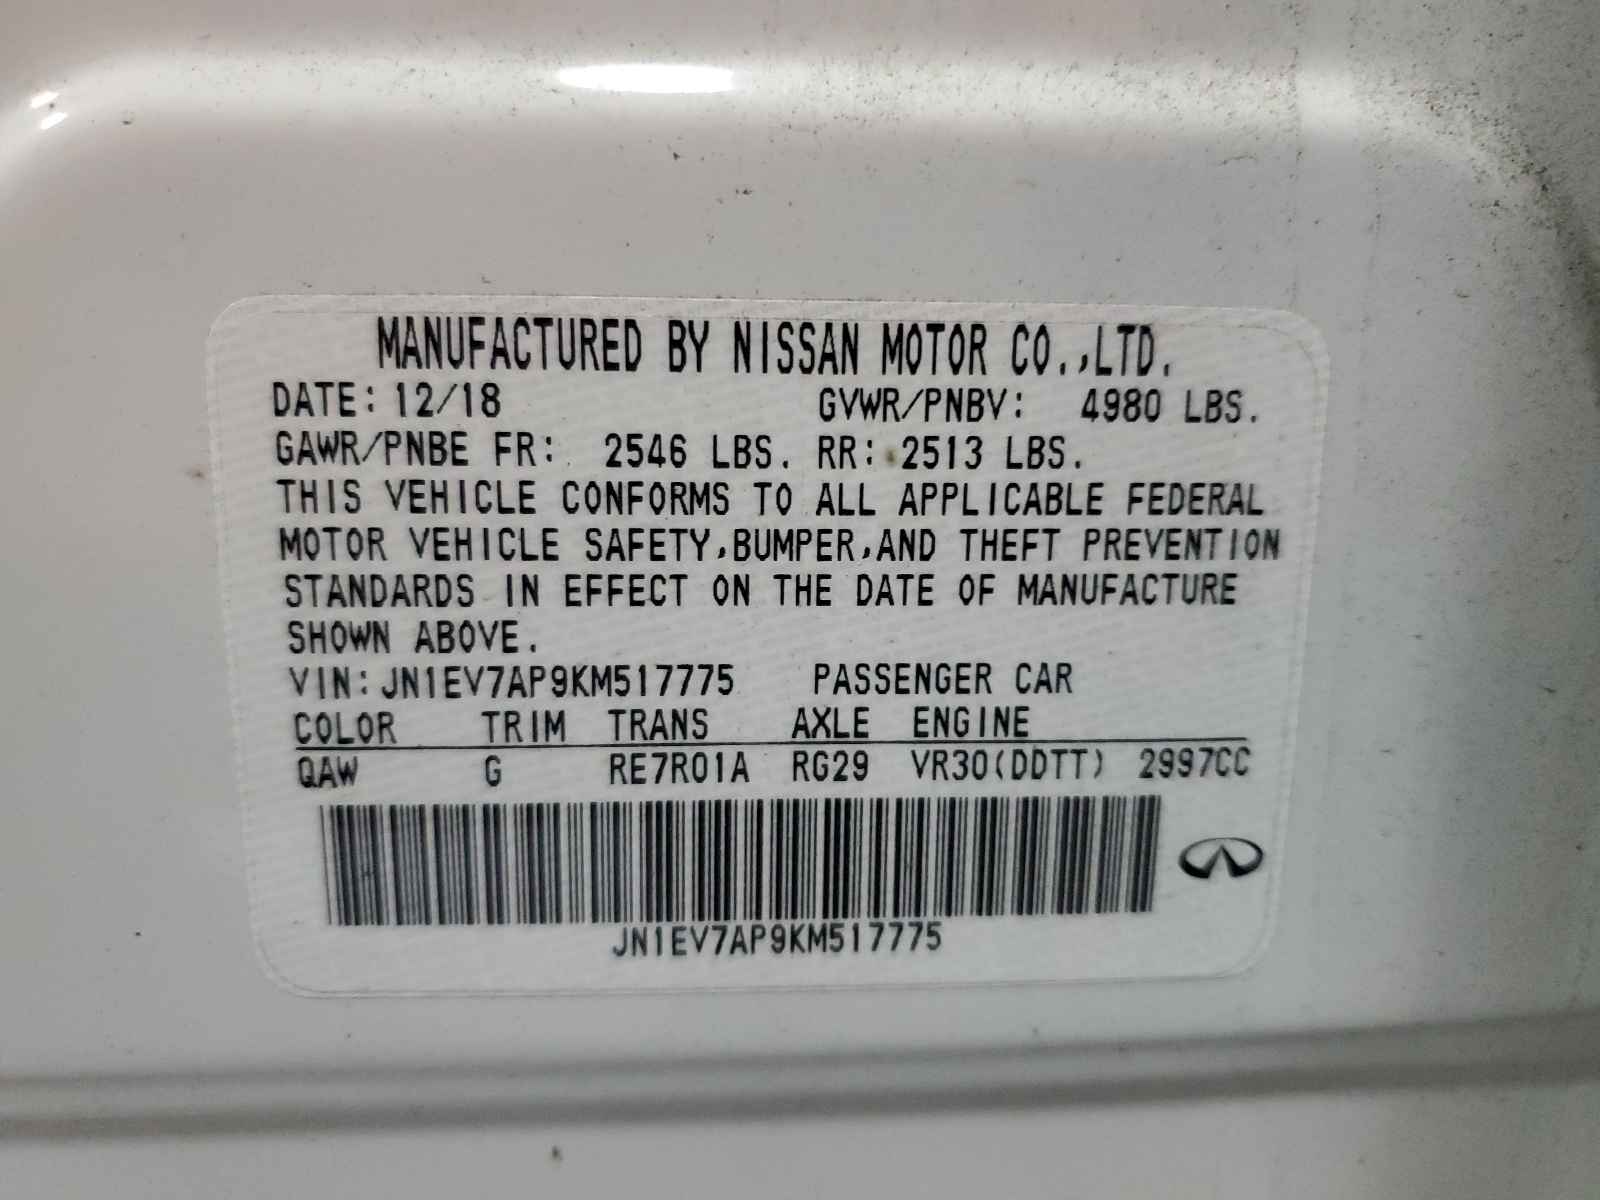 MANUFACTURED BY NISSAN MOTOR CO.,LTD.
DATE: 12/18 GVWR/PNBV: 4980 LBS.
GAWR/PNBE FR: 2546 LBS. RR: 2513 LBS.
THIS VEHICLE CONFORMS TO ALL APPLICABLE FEDERAL
MOTOR VEHICLE SAFETY,BUMPER,AND THEFT PREVENTION
STANDARDS IN EFFECT ON THE DATE OF MANUFACTURE
SHOWN ABOVE.
VIN: JN1EV7AP9KM517775 PASSENGER CAR
COLOR TRIM TRANS AXLE ENGINE
QAW G RE7R01A RG29 VR30(DDTT) 2997CC
JN1EV7AP9KM517775